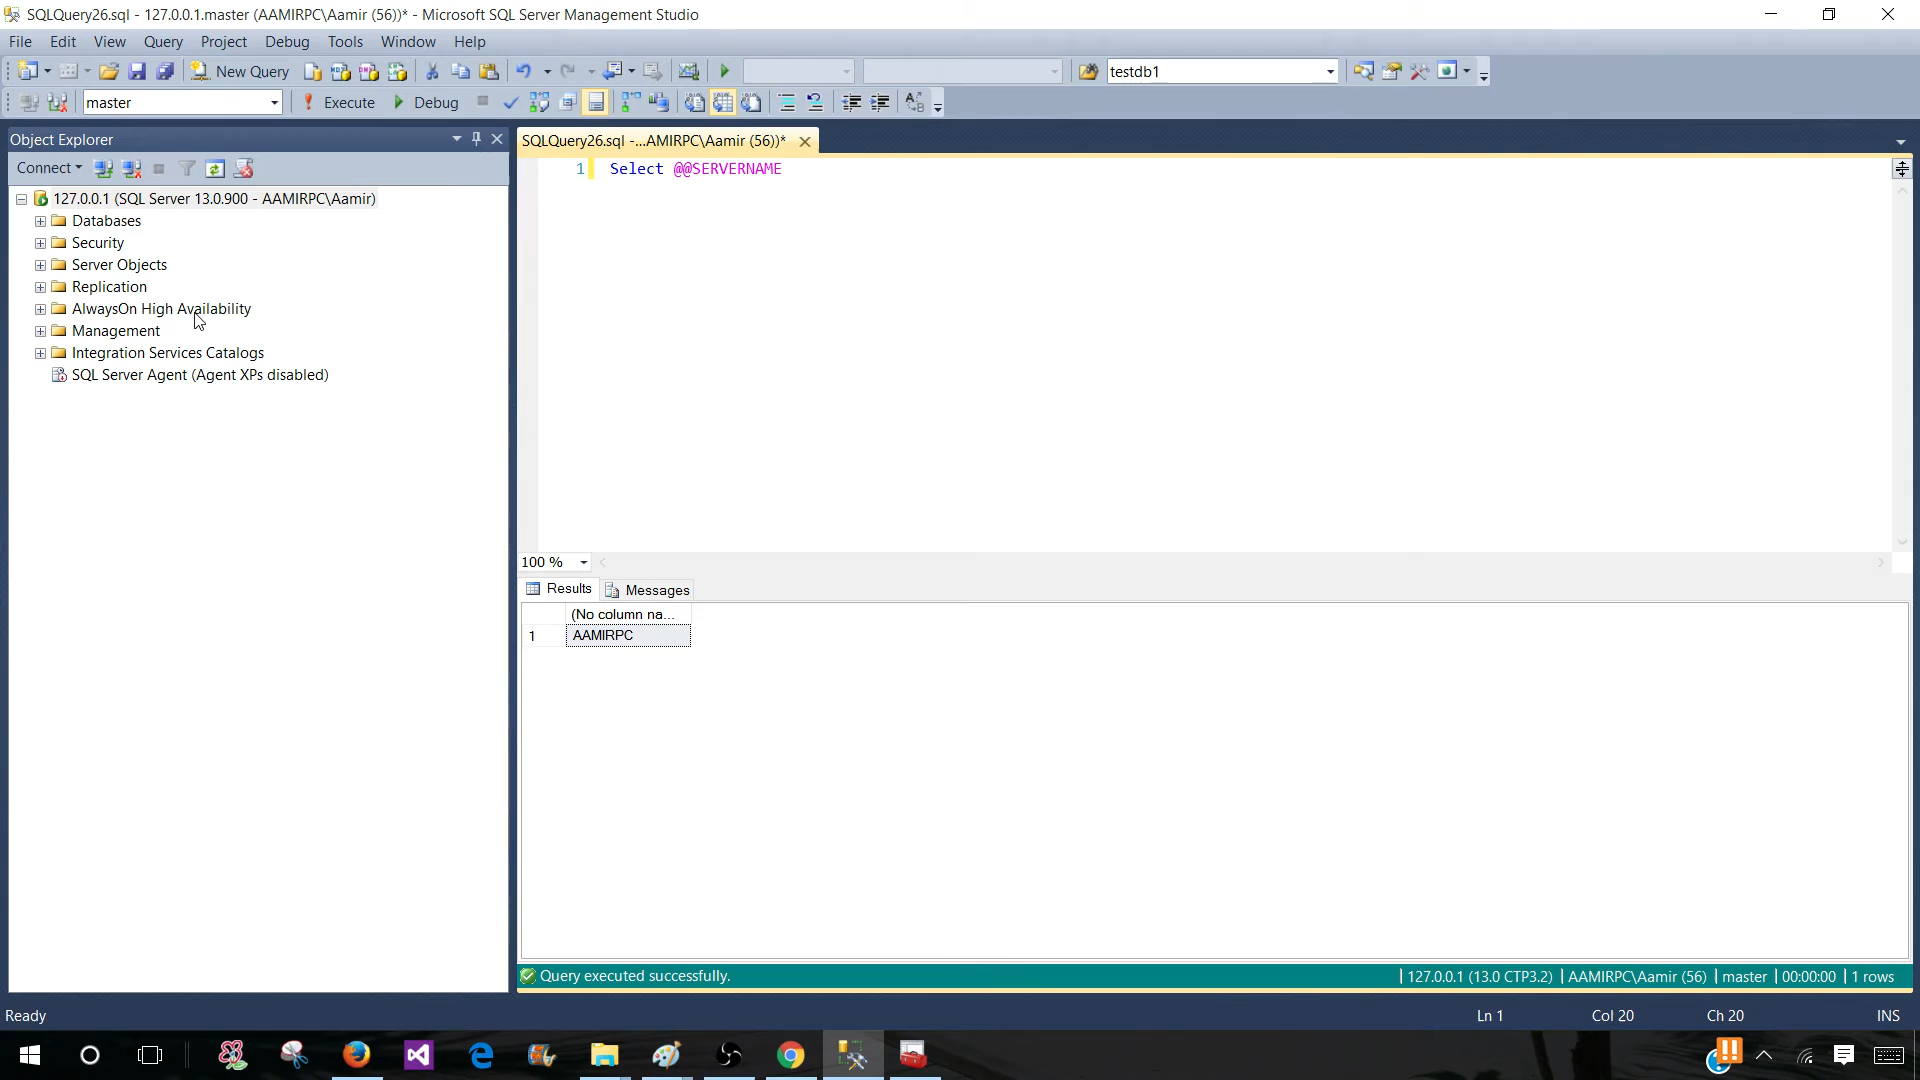 SQLQuery26.sql - 127.0.0.1.master (AAMIRPC\Aamir (56))* - Microsoft SQL Server Management Studio
File Edit View Query Project Debug Tools Window Help
New Query testdb1
master Execute Debug
Object Explorer
SQLQuery26.sql -...AMIRPC\Aamir (56))*
Connect
1 Select @@SERVERNAME
127.0.0.1 (SQL Server 13.0.900 - AAMIRPC\Aamir)
Databases
Security
Server Objects
Replication
AlwaysOn High Availability
Management
Integration Services Catalogs
SQL Server Agent (Agent XPs disabled)
100 %
Results Messages
(No column na...
1 AAMIRPC
Query executed successfully. 127.0.0.1 (13.0 CTP3.2) AAMIRPC\Aamir (56) master 00:00:00 1 rows
Ready Ln 1 Col 20 Ch 20 INS